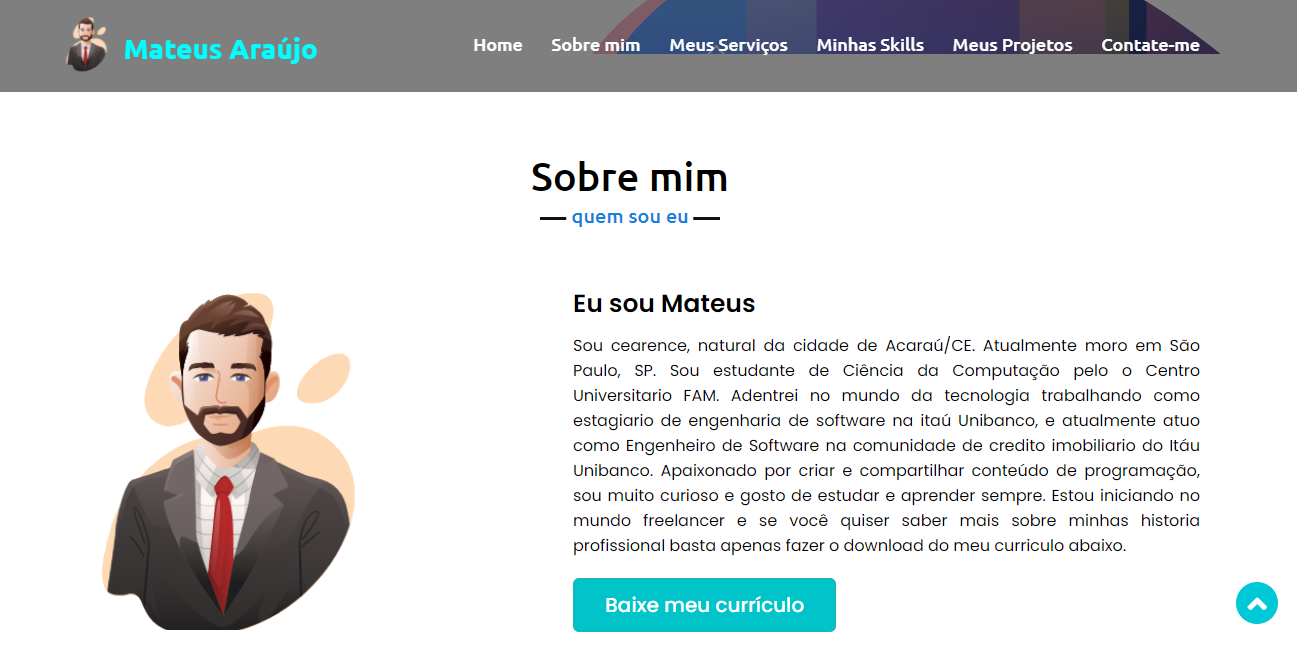 Mateus Araújo
Home Sobre mim Meus Serviços Minhas Skills Meus Projetos Contate-me
Sobre mim
quem sou eu
Eu sou Mateus
Sou cearence, natural da cidade de Acaraú/CE. Atualmente moro em São
Paulo, SP. Sou estudante de Ciência da Computação pelo o Centro
Universitario FAM. Adentrei no mundo da tecnologia trabalhando como
estagiario de engenharia de software na itaú Unibanco, e atualmente atuo
como Engenheiro de Software na comunidade de credito imobiliario do Itáu
Unibanco. Apaixonado por criar e compartilhar conteúdo de programação,
sou muito curioso e gosto de estudar e aprender sempre. Estou iniciando no
mundo freelancer e se você quiser saber mais sobre minhas historia
profissional basta apenas fazer o download do meu curriculo abaixo.
Baixe meu currículo